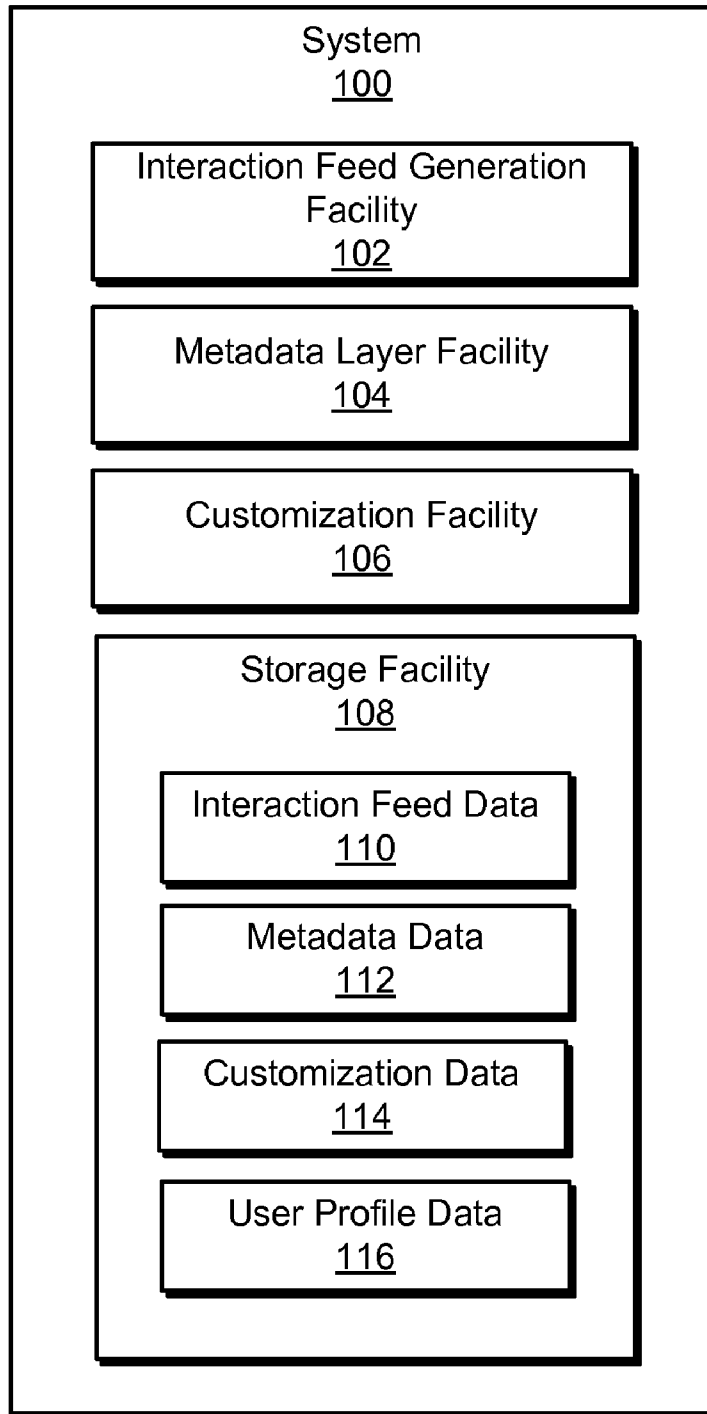 System
100
Interaction Feed Generation
Facility
102
Metadada Layer Facility
104
Customization Facility
106
Storage Facility
108
Interaction Feed Data
110
Metadata Data
112
Customization Data
114
User Profile Data
116